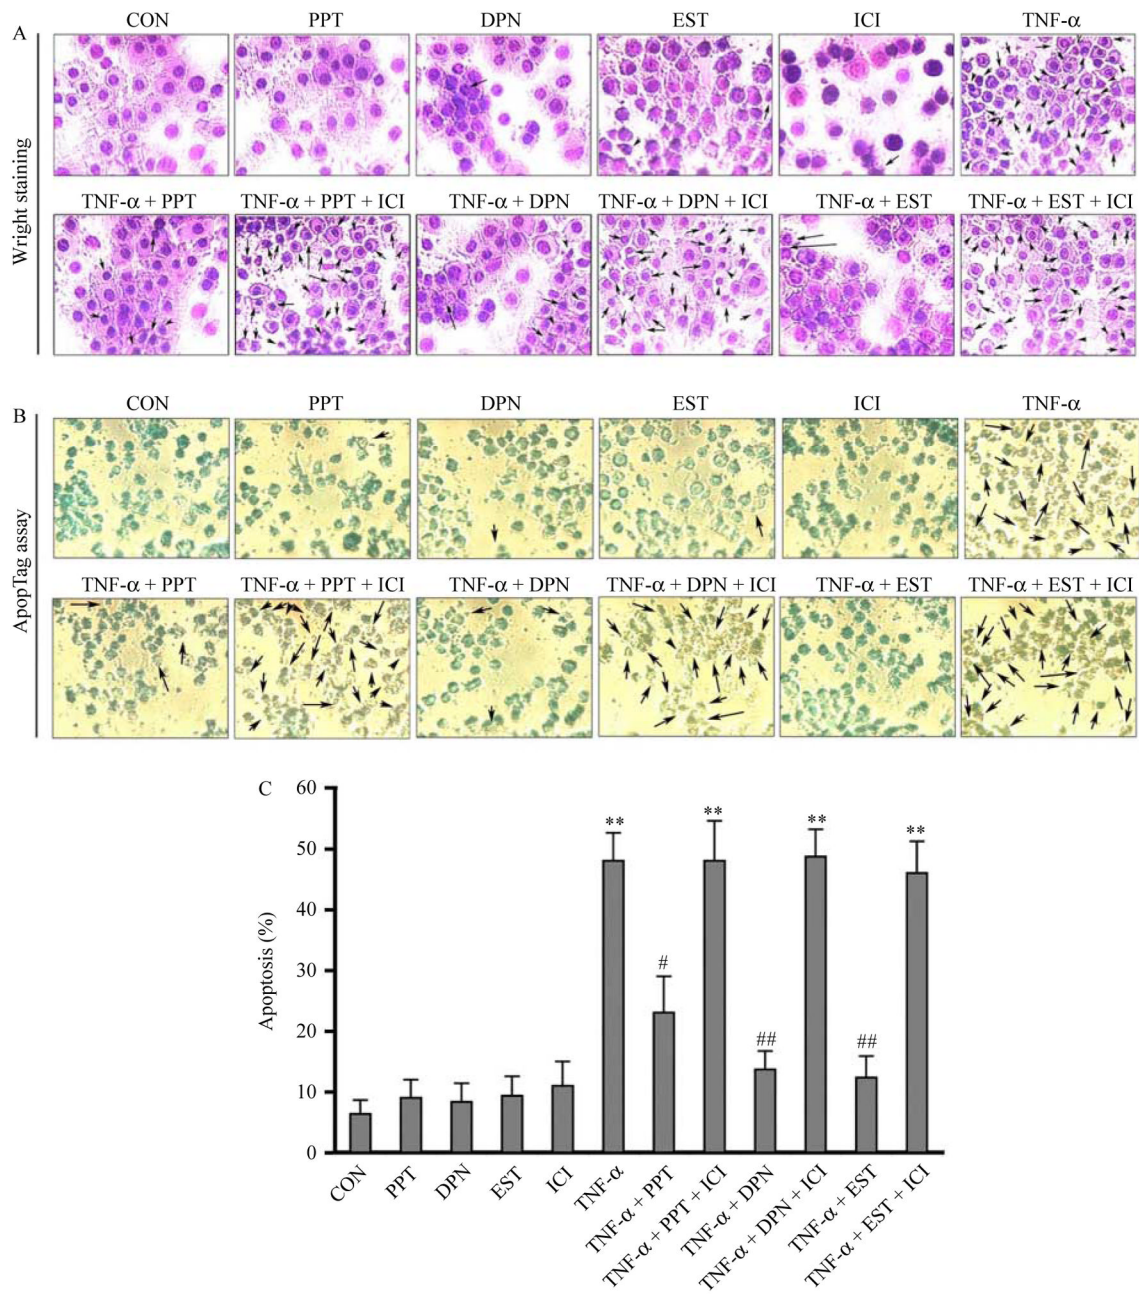 A
CON PPT DPN EST ICI TNF-α
Wright staining
TNF-α + PPT TNF-α + PPT + ICI TNF-α + DPN TNF-α + DPN + ICI TNF-α + EST TNF-α + EST + ICI
B
CON PPT DPN EST ICI TNF-α
ApopTag assay
TNF-α + PPT TNF-α + PPT + ICI TNF-α + DPN TNF-α + DPN + ICI TNF-α + EST TNF-α + EST + ICI
C
Apoptosis (%)
60
50
40
30
20
10
0
** ** ** **
# ## ##
CON
PPT
DPN
EST
ICI
TNF-α
TNF-α + PPT
TNF-α + PPT + ICI
TNF-α + DPN
TNF-α + DPN + ICI
TNF-α + EST
TNF-α + EST + ICI